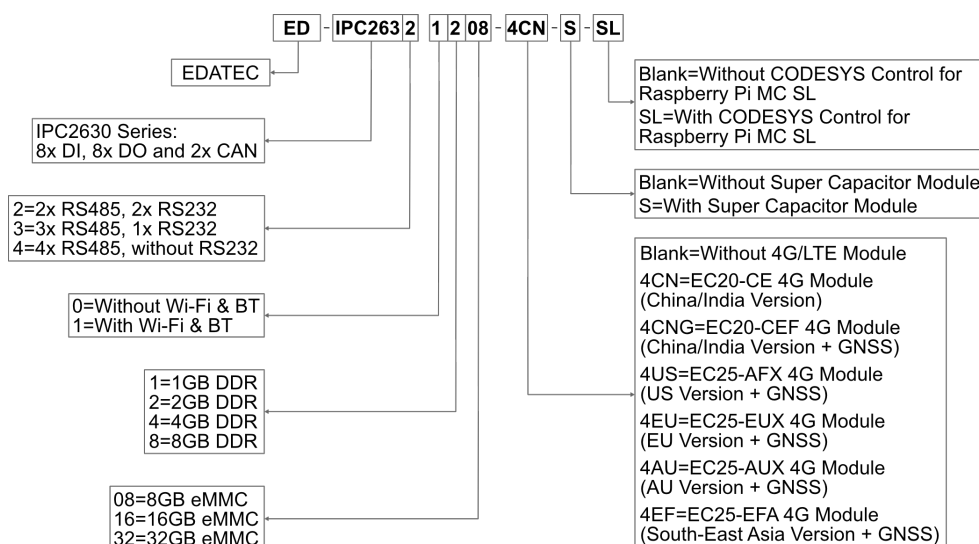 ED - IPC263 2 1 2 08 - 4CN - S - SL
EDATEC
IPC2630 Series:
8x DI, 8x DO and 2x CAN
2=2x RS485, 2x RS232
3=3x RS485, 1x RS232
4=4x RS485, without RS232
0=Without Wi-Fi & BT
1=With Wi-Fi & BT
1=1GB DDR
2=2GB DDR
4=4GB DDR
8=8GB DDR
08=8GB eMMC
16=16GB eMMC
32=32GB eMMC
Blank=Without CODESYS Control for
Raspberry Pi MC SL
SL=With CODESYS Control for
Raspberry Pi MC SL
Blank=Without Super Capacitor Module
S=With Super Capacitor Module
Blank=Without 4G/LTE Module
4CN=EC20-CE 4G Module
(China/India Version)
4CNG=EC20-CEF 4G Module
(China/India Version + GNSS)
4US=EC25-AFX 4G Module
(US Version + GNSS)
4EU=EC25-EUX 4G Module
(EU Version + GNSS)
4AU=EC25-AUX 4G Module
(AU Version + GNSS)
4EF=EC25-EFA 4G Module
(South-East Asia Version + GNSS)